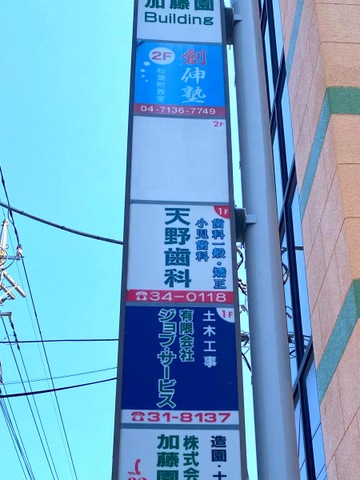 加藤園
Building
2F
創伸塾
松葉町教室
04-7136-7749
2F
1F
歯科一般・矯正
小児歯科
天野歯科
☎34-0118
1F
土木工事
有限会社
ジョブ・サービス
☎31-8137
造園・土
株式会
加藤園